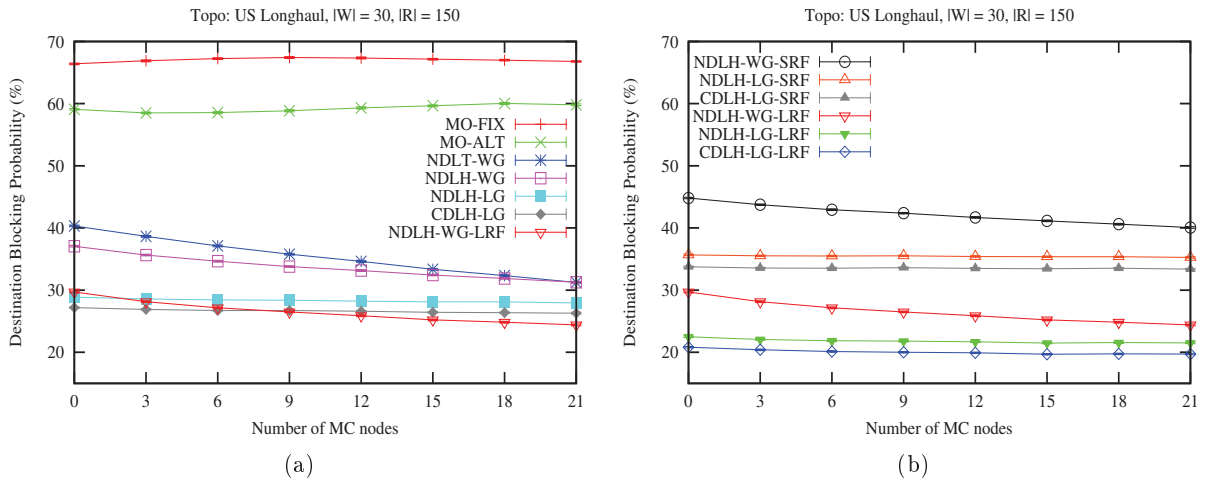 Topo: US Longhaul, |W| = 30, |R| = 150
Destination Blocking Probability (%)
70
60
50
40
30
20
MO-FIX
MO-ALT
NDLT-WG
NDLH-WG
NDLH-LG
CDLH-LG
NDLH-WG-LRF
0 3 6 9 12 15 18 21
Number of MC nodes
(a)
Topo: US Longhaul, |W| = 30, |R| = 150
Destination Blocking Probability (%)
70
60
50
40
30
20
NDLH-WG-SRF
NDLH-LG-SRF
CDLH-LG-SRF
NDLH-WG-LRF
NDLH-LG-LRF
CDLH-LG-LRF
0 3 6 9 12 15 18 21
Number of MC nodes
(b)